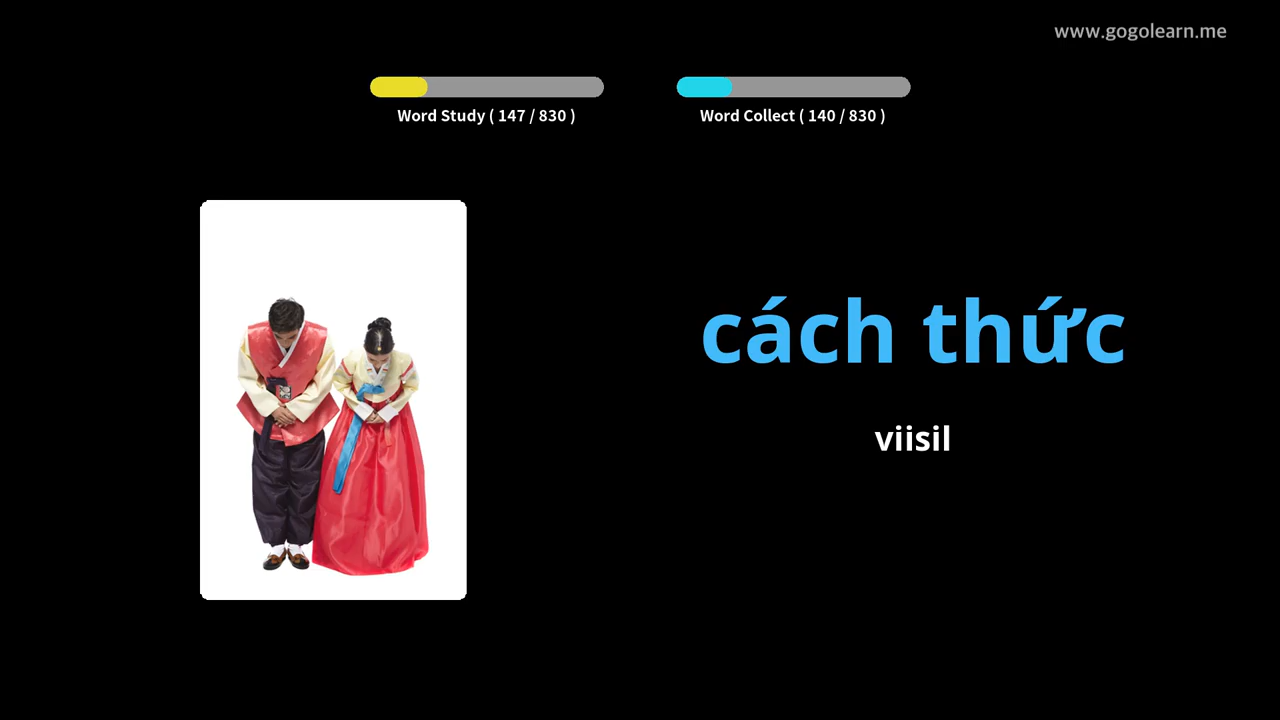 www.gogolearn.me
Word Study ( 147 / 830 )
Word Collect ( 140 / 830 )
cách thức
viisil